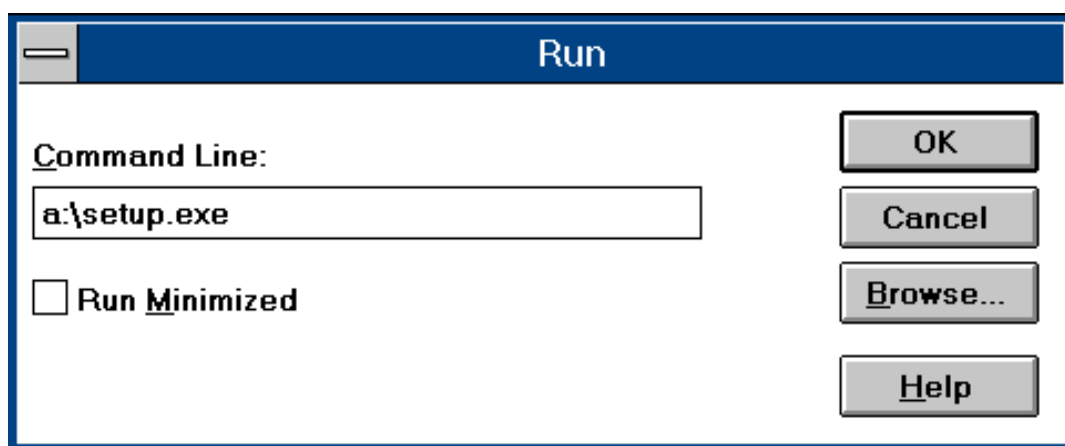 Run
Command Line:
a:\setup.exe
Run Minimized
OK
Cancel
Browse...
Help